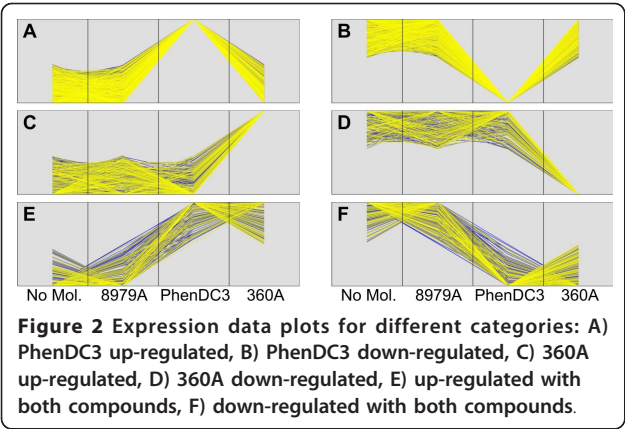 A
B
C
D
E
F
No Mol. 8979A PhenDC3 360A
No Mol. 8979A PhenDC3 360A
Figure 2 Expression data plots for different categories: A)
PhenDC3 up-regulated, B) PhenDC3 down-regulated, C) 360A
up-regulated, D) 360A down-regulated, E) up-regulated with
both compounds, F) down-regulated with both compounds.